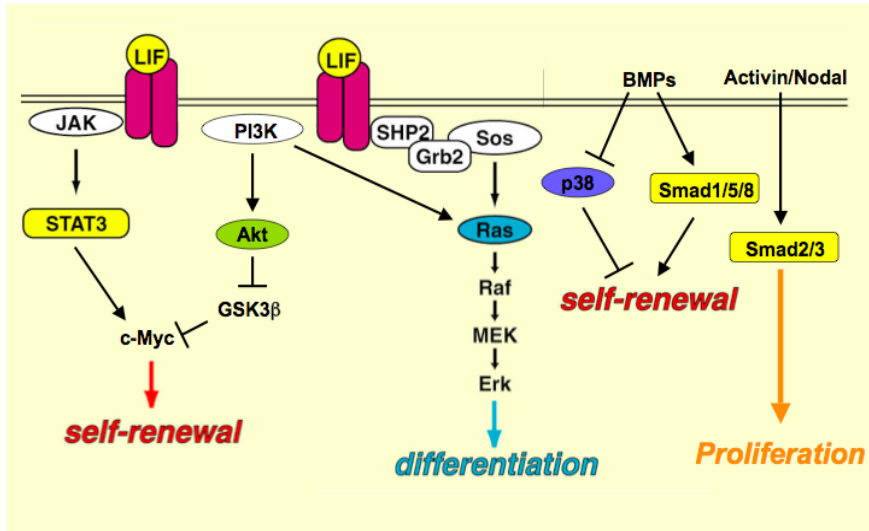 LIF
LIF
BMPs
Activin/Nodal
JAK
PI3K
SHP2
Grb2
Sos
p38
Smad1/5/8
STAT3
Akt
Ras
Smad2/3
Raf
self-renewal
GSK3β
c-Myc
MEK
Erk
self-renewal
differentiation
Proliferation